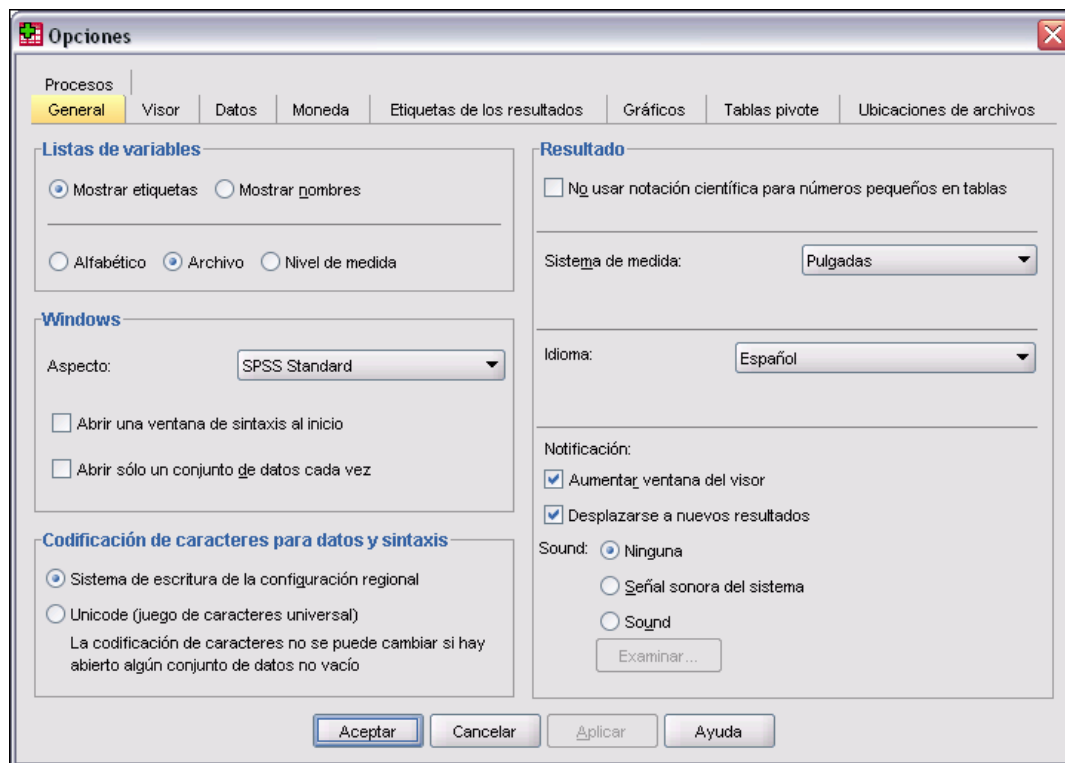 Opciones
Procesos
General Visor Datos Moneda Etiquetas de los resultados Gráficos Tablas pivote Ubicaciones de archivos
Listas de variables
Mostrar etiquetas Mostrar nombres
Alfabético Archivo Nivel de medida
Windows
Aspecto: SPSS Standard
Abrir una ventana de sintaxis al inicio
Abrir sólo un conjunto de datos cada vez
Codificación de caracteres para datos y sintaxis
Sistema de escritura de la configuración regional
Unicode (juego de caracteres universal)
La codificación de caracteres no se puede cambiar si hay
abierto algún conjunto de datos no vacío
Resultado
No usar notación científica para números pequeños en tablas
Sistema de medida: Pulgadas
Idioma: Español
Notificación:
Aumentar ventana del visor
Desplazarse a nuevos resultados
Sound: Ninguna
Señal sonora del sistema
Sound
Examinar...
Aceptar Cancelar Aplicar Ayuda